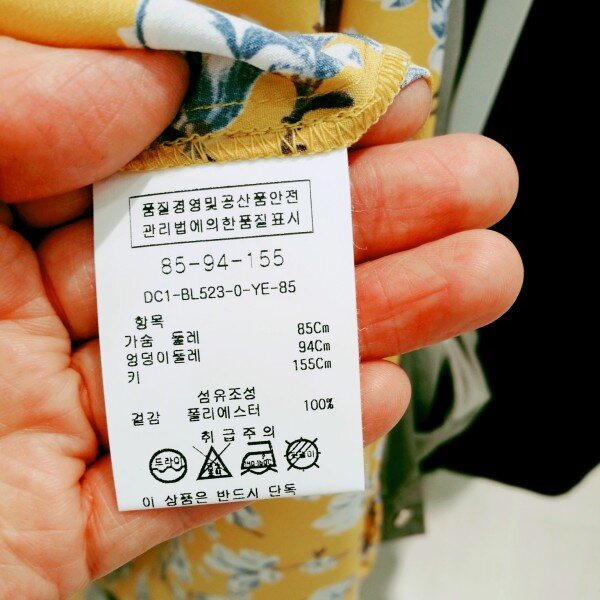 품질경영및공산품안전
관리법에의한품질표시
85-94-155
DC1-BL523-0-YE-85
항목
가슴 둘레 85Cm
엉덩이둘레 94Cm
키 155Cm
섬유조성
겉감 폴리에스터 100%
취급주의
드라이
이 상품은 반드시 단독